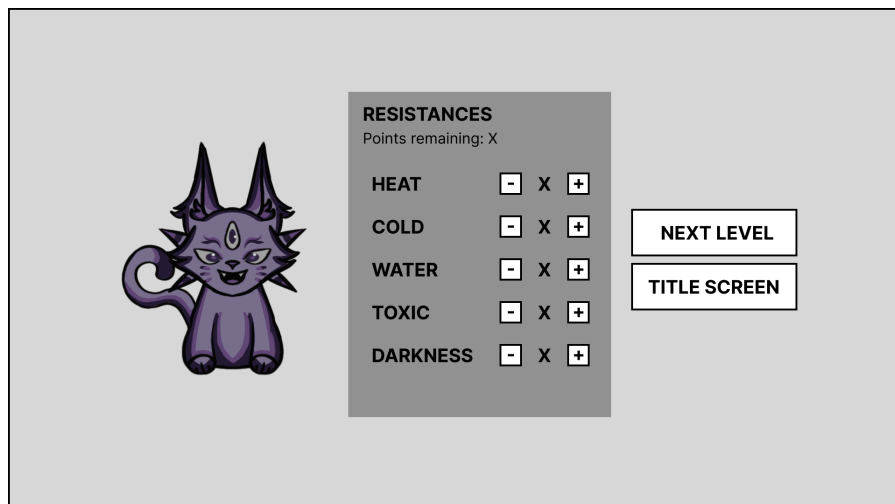 RESISTANCES
Points remaining: X
HEAT - X +
COLD - X +
WATER - X +
TOXIC - X +
DARKNESS - X +
NEXT LEVEL
TITLE SCREEN